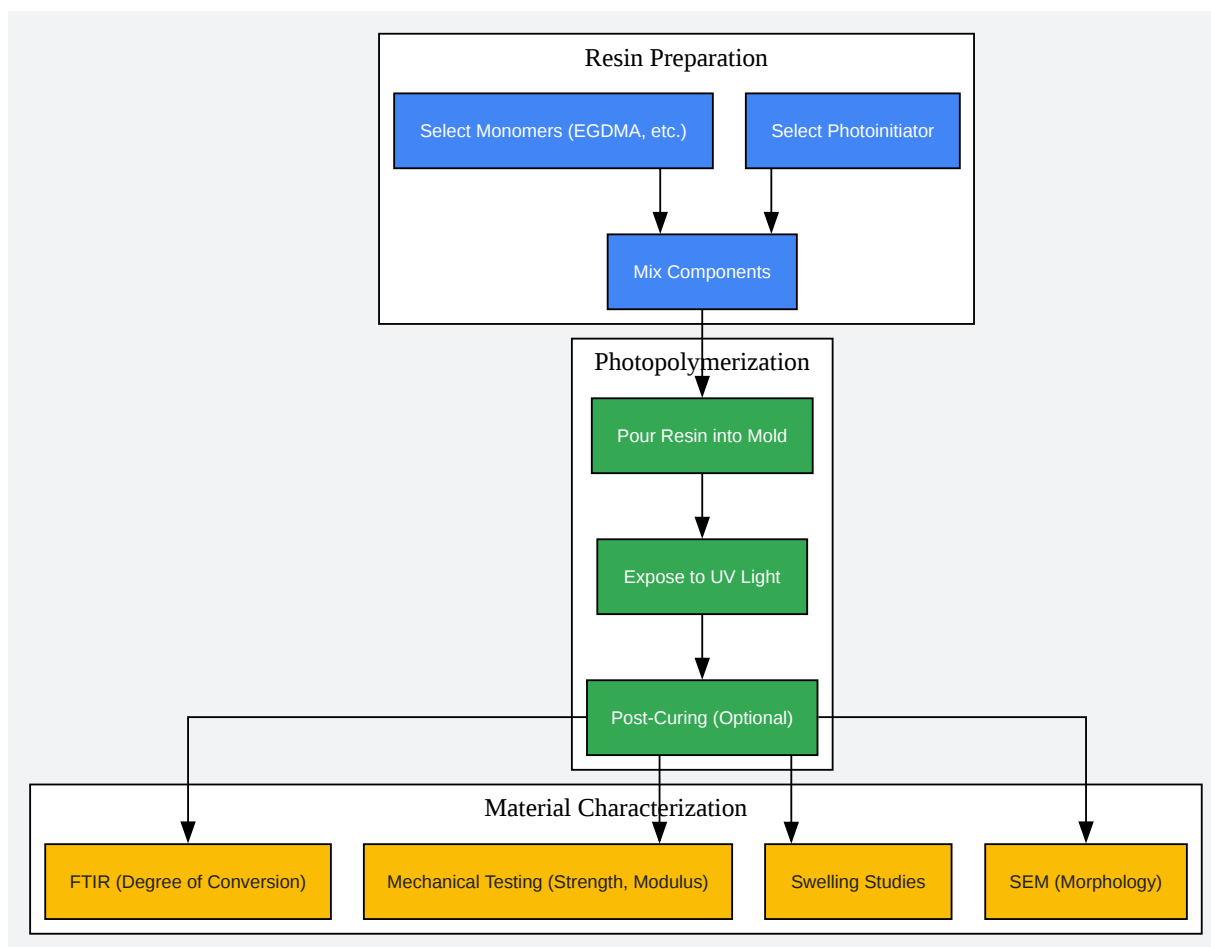 Resin Preparation
Select Monomers (EGDMA, etc.)
Select Photoinitiator
Mix Components
Photopolymerization
Pour Resin into Mold
Expose to UV Light
Post-Curing (Optional)
Material Characterization
FTIR (Degree of Conversion)
Mechanical Testing (Strength, Modulus)
Swelling Studies
SEM (Morphology)